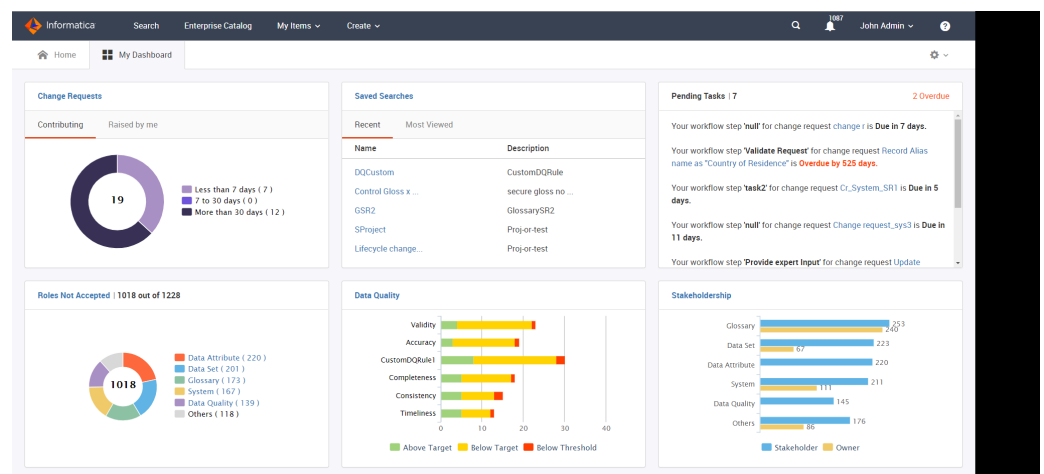 Informatica Search Enterprise Catalog My Items Create 1087 John Admin ?
Home My Dashboard
Change Requests
Contributing Raised by me
19
Less than 7 days ( 7 )
7 to 30 days ( 0 )
More than 30 days ( 12 )
Saved Searches
Recent Most Viewed
Name Description
DQCustom CustomDQRule
Control Gloss x ... secure gloss no ...
GSR2 GlossarySR2
SProject Proj-or-test
Lifecycle change... Proj-or-test
Pending Tasks | 7 2 Overdue
Your workflow step 'null' for change request change r is Due in 7 days.
Your workflow step 'Validate Request' for change request Record Alias
name as "Country of Residence" is Overdue by 525 days.
Your workflow step 'task2' for change request Cr_System_SR1 is Due in 5
days.
Your workflow step 'null' for change request Change request_sys3 is Due in
11 days.
Your workflow step 'Provide expert Input' for change request Update
Roles Not Accepted | 1018 out of 1228
1018
Data Attribute ( 220 )
Data Set ( 201 )
Glossary ( 173 )
System ( 167 )
Data Quality ( 139 )
Others ( 118 )
Data Quality
Validity
Accuracy
CustomDQRule1
Completeness
Consistency
Timeliness
0 10 20 30 40
Above Target Below Target Below Threshold
Stakeholdership
Glossary 253
240
Data Set 223
67
Data Attribute 220
System 211
111
Data Quality 145
Others 176
86
Stakeholder Owner